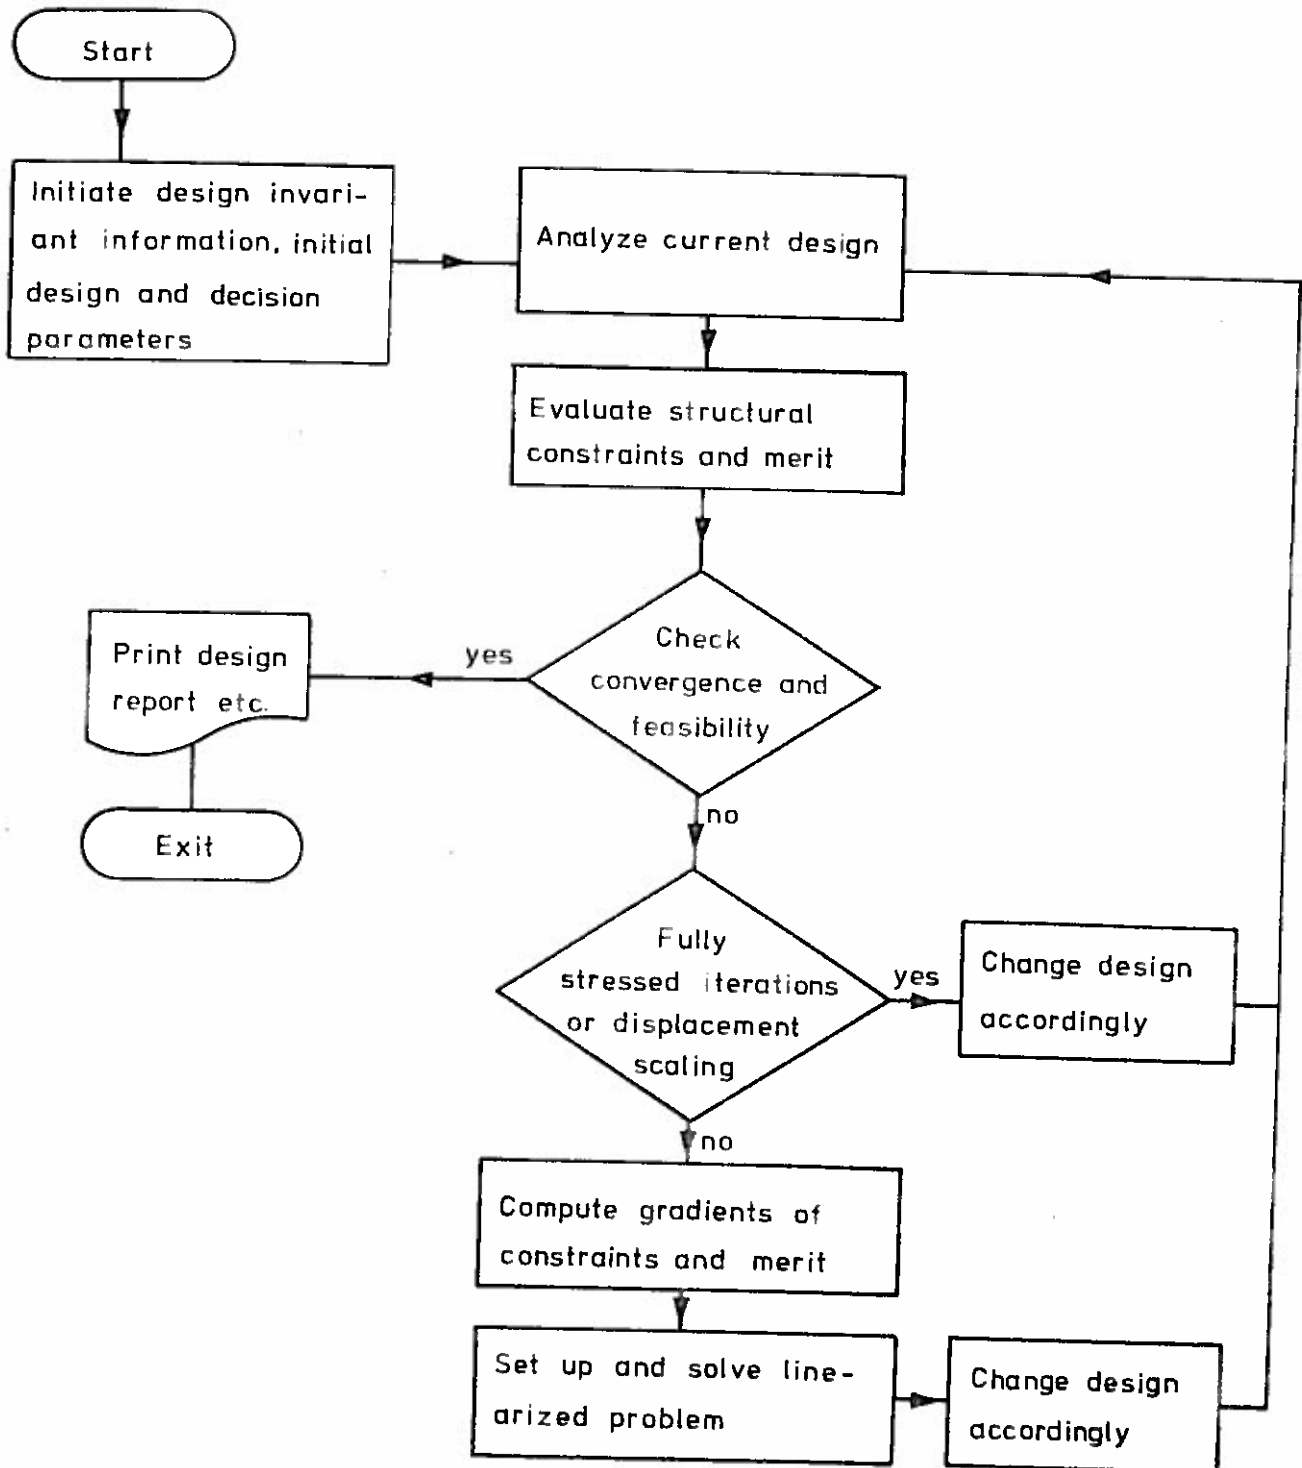 Start
Initiate design invari-
ant information, initial
design and decision
parameters
Analyze current design
Evaluate structural
constraints and merit
Check
convergence and
feasibility
yes
Print design
report etc.
Exit
no
Fully
stressed iterations
or displacement
scaling
yes
Change design
accordingly
no
Compute gradients of
constraints and merit
Set up and solve line-
arized problem
Change design
accordingly